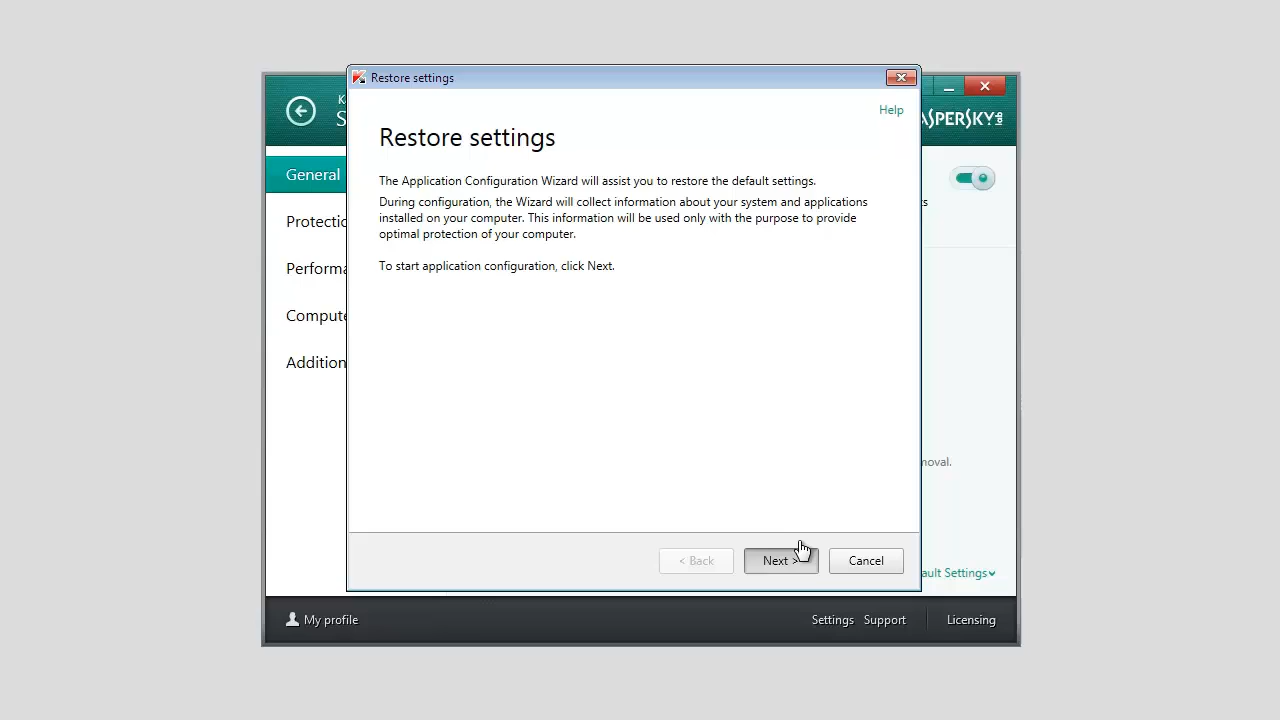 Restore settings
Help
Restore settings
The Application Configuration Wizard will assist you to restore the default settings.
During configuration, the Wizard will collect information about your system and applications
installed on your computer. This information will be used only with the purpose to provide
optimal protection of your computer.
To start application configuration, click Next.
< Back
Next >
Cancel
General
My profile
Settings
Support
Licensing